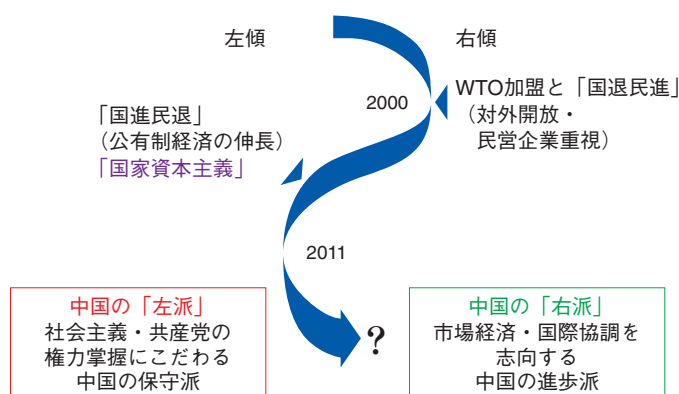 左傾
右傾
2000
WTO加盟と「国退民進」
（対外開放・
民営企業重視）
「国進民退」
（公有制経済の伸長）
「国家資本主義」
2011
?
中国の「左派」
社会主義・共産党の
権力掌握にこだわる
中国の保守派
中国の「右派」
市場経済・国際協調を
志向する
中国の進歩派